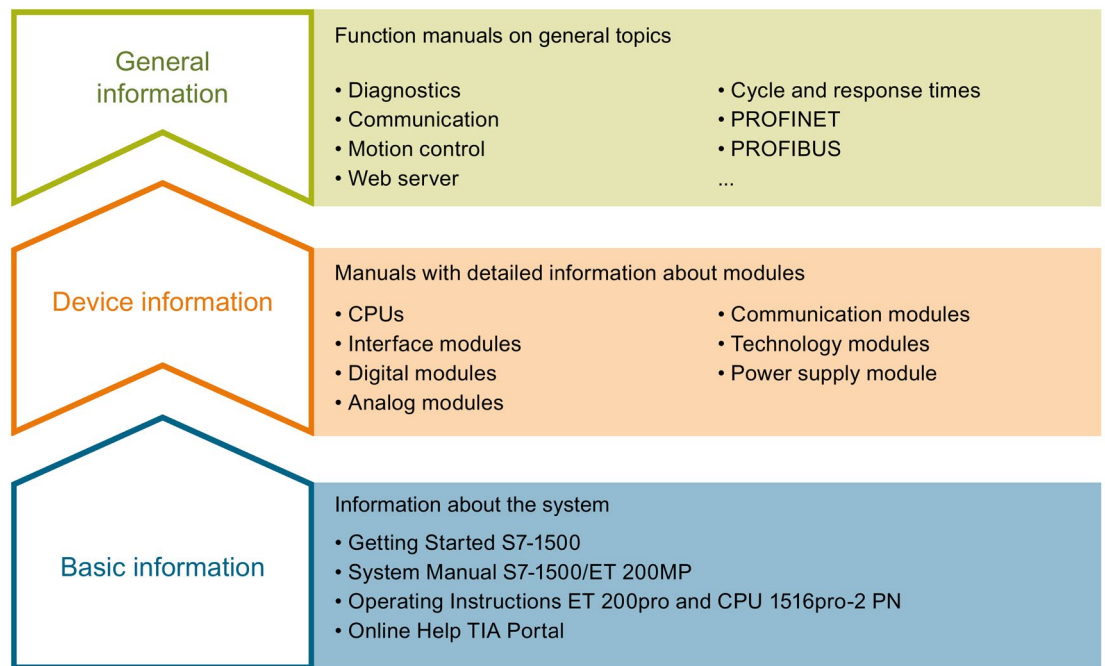 General
information
Function manuals on general topics
• Diagnostics
• Communication
• Motion control
• Web server
• Cycle and response times
• PROFINET
• PROFIBUS
...
Device information
Manuals with detailed information about modules
• CPUs
• Interface modules
• Digital modules
• Analog modules
• Communication modules
• Technology modules
• Power supply module
Basic information
Information about the system
• Getting Started S7-1500
• System Manual S7-1500/ET 200MP
• Operating Instructions ET 200pro and CPU 1516pro-2 PN
• Online Help TIA Portal